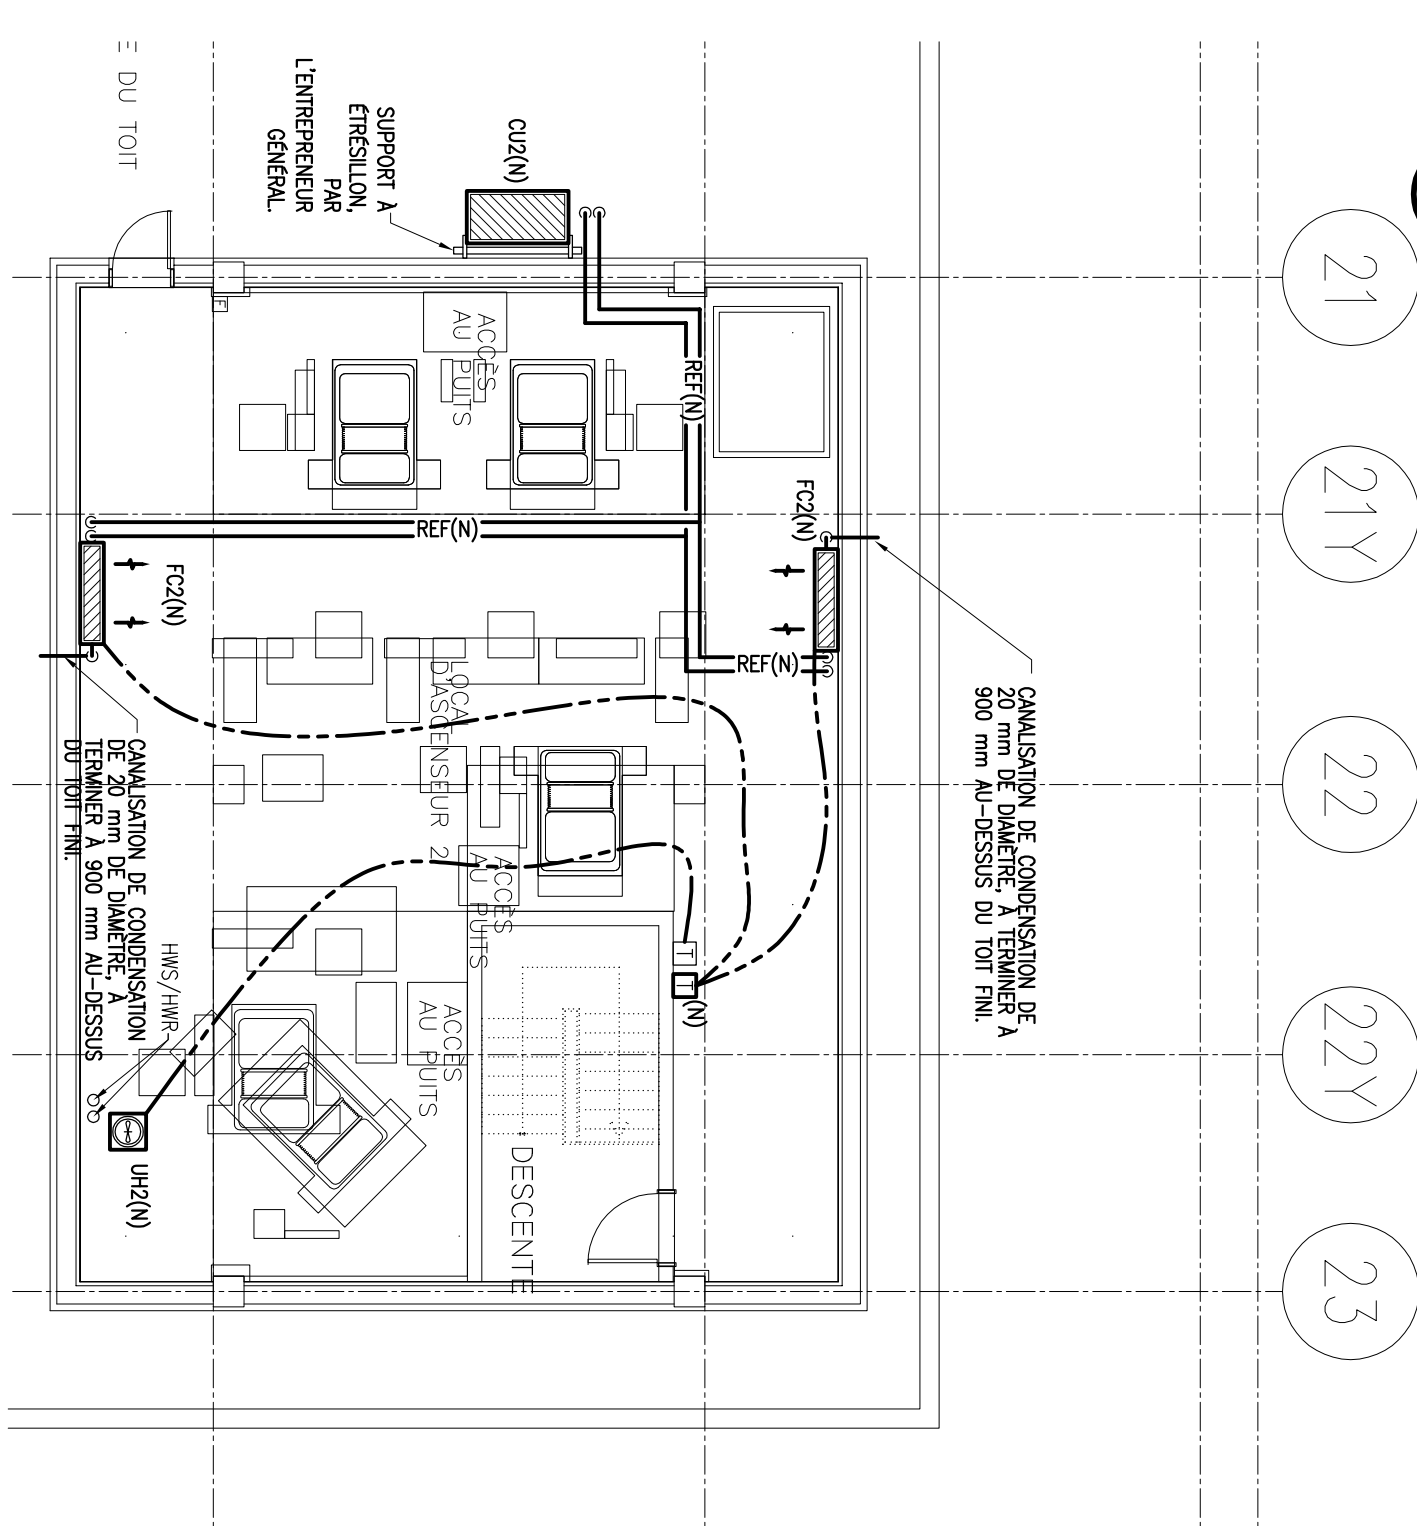 E DU TOIT
SUPPORT À
ÉTRÉSILLON,
PAR
L'ENTREPRENEUR
GÉNÉRAL.
CU2(N)
21
21Y
22
22Y
23
F
ACCÈS
AU PUITS
REF(N)
REF(N)
REF(N)
FC2(N)
FC2(N)
CANALISATION DE CONDENSATION DE
20 mm DE DIAMÈTRE, À TERMINER À
900 mm AU-DESSUS DU TOIT FINI.
LOCAL
D'ASCENSEUR 2
ACCÈS
AU PUITS
ACCÈS
AU PUITS
T
T
(N)
CANALISATION DE CONDENSATION
DE 20 mm DE DIAMÈTRE, À
TERMINER À 900 mm AU-DESSUS
DU TOIT FINI.
HWS/HWR
UH2(N)
DESCENTE